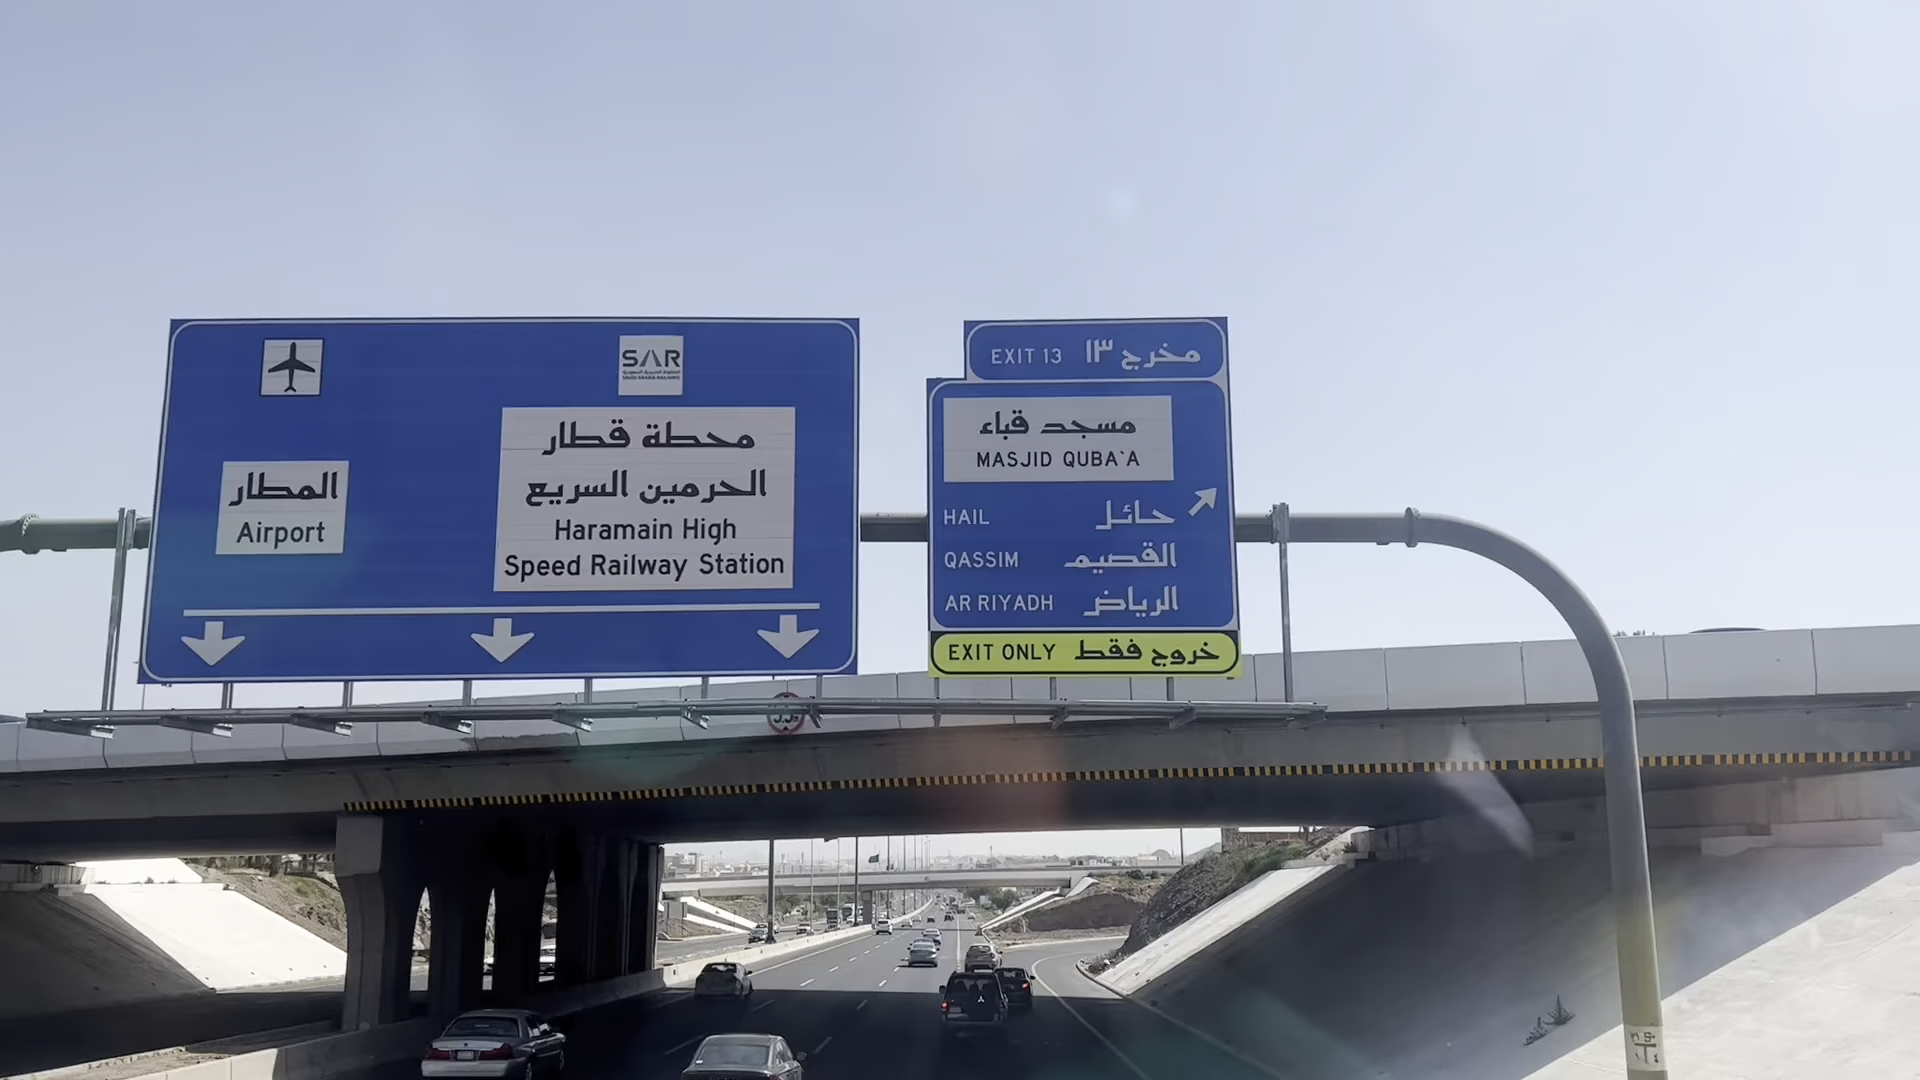 SAR
المطار
Airport
محطة قطار
الحرمين السريع
Haramain High
Speed Railway Station
EXIT 13 مخرج ١٣
مسجد قباء
MASJID QUBA`A
HAIL حائل
QASSIM القصيم
AR RIYADH الرياض
EXIT ONLY خروج فقط